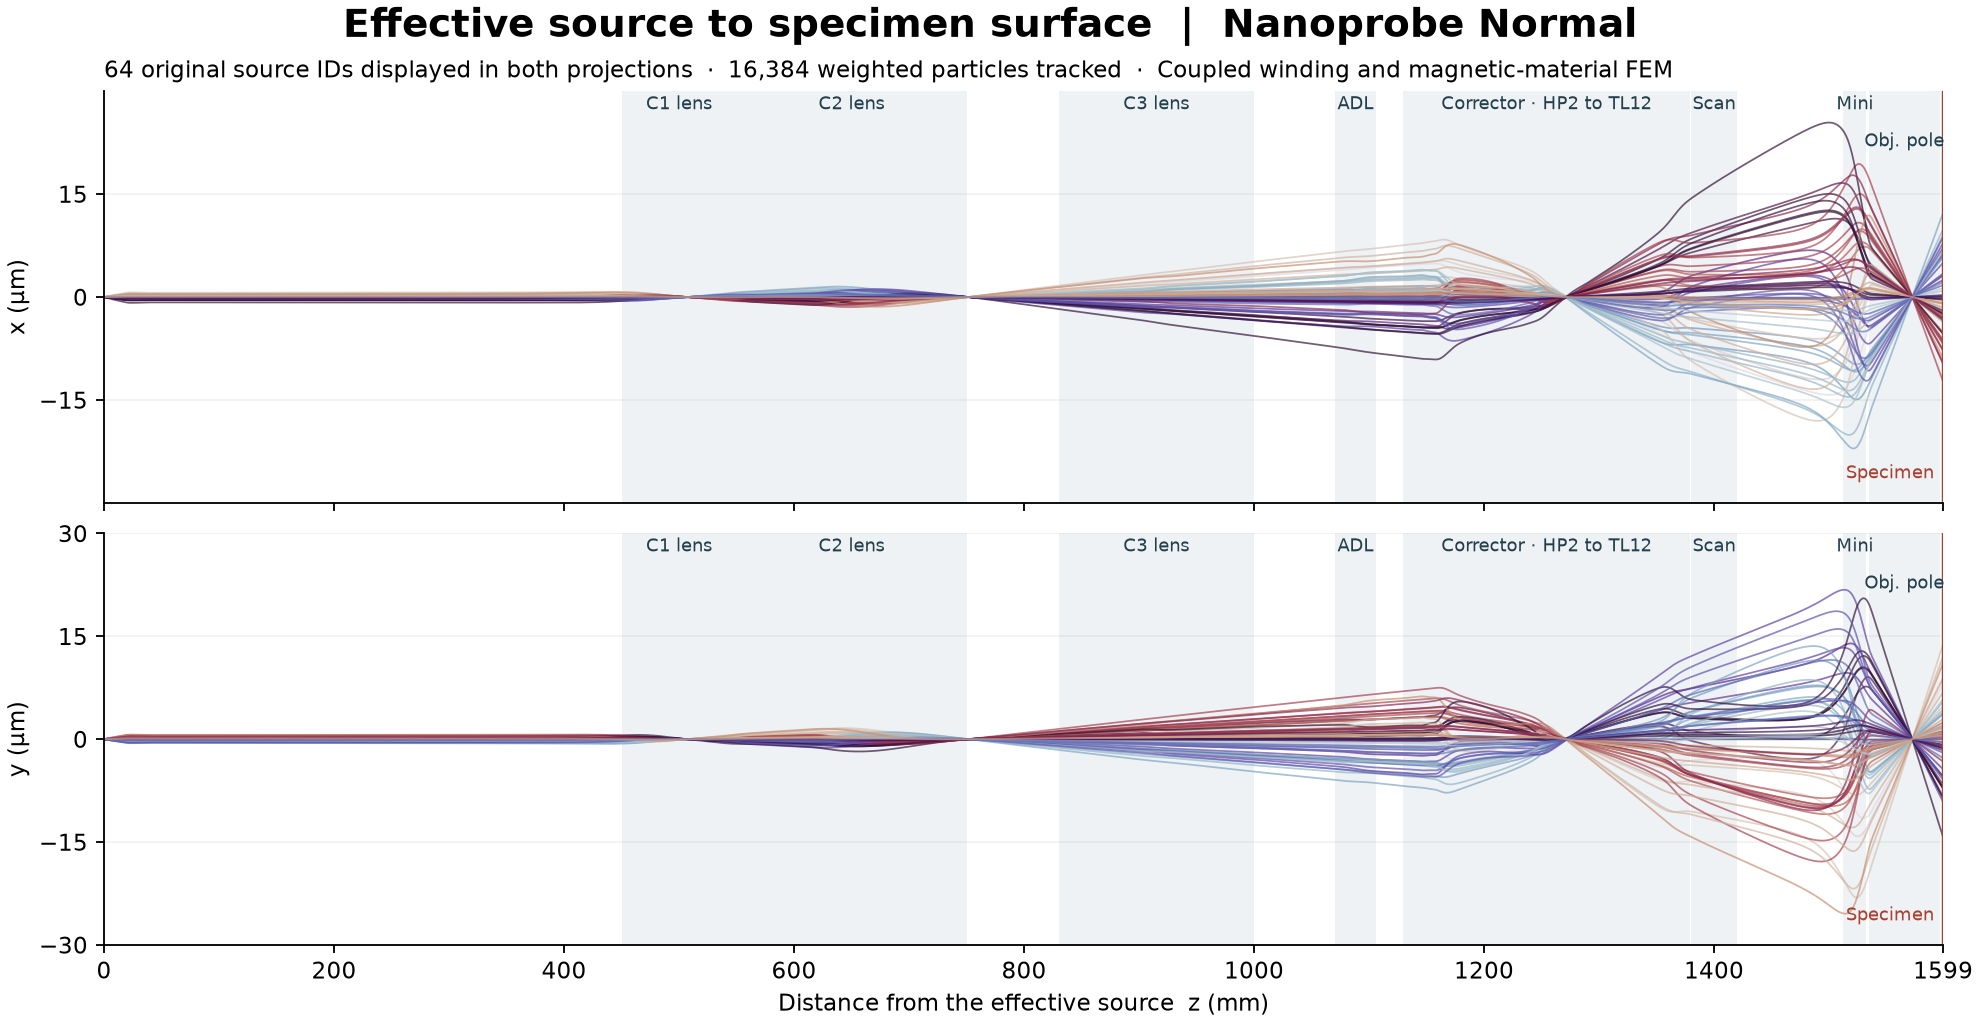 Effective source to specimen surface | Nanoprobe Normal
64 original source IDs displayed in both projections · 16,384 weighted particles tracked · Coupled winding and magnetic-material FEM
C1 lens C2 lens C3 lens ADL Corrector · HP2 to TL12 Scan Mini
Obj. pole
15
0
−15
x (µm)
Specimen
30
C1 lens C2 lens C3 lens ADL Corrector · HP2 to TL12 Scan Mini
Obj. pole
15
0
−15
−30
y (µm)
Specimen
0 200 400 600 800 1000 1200 1400 1599
Distance from the effective source z (mm)